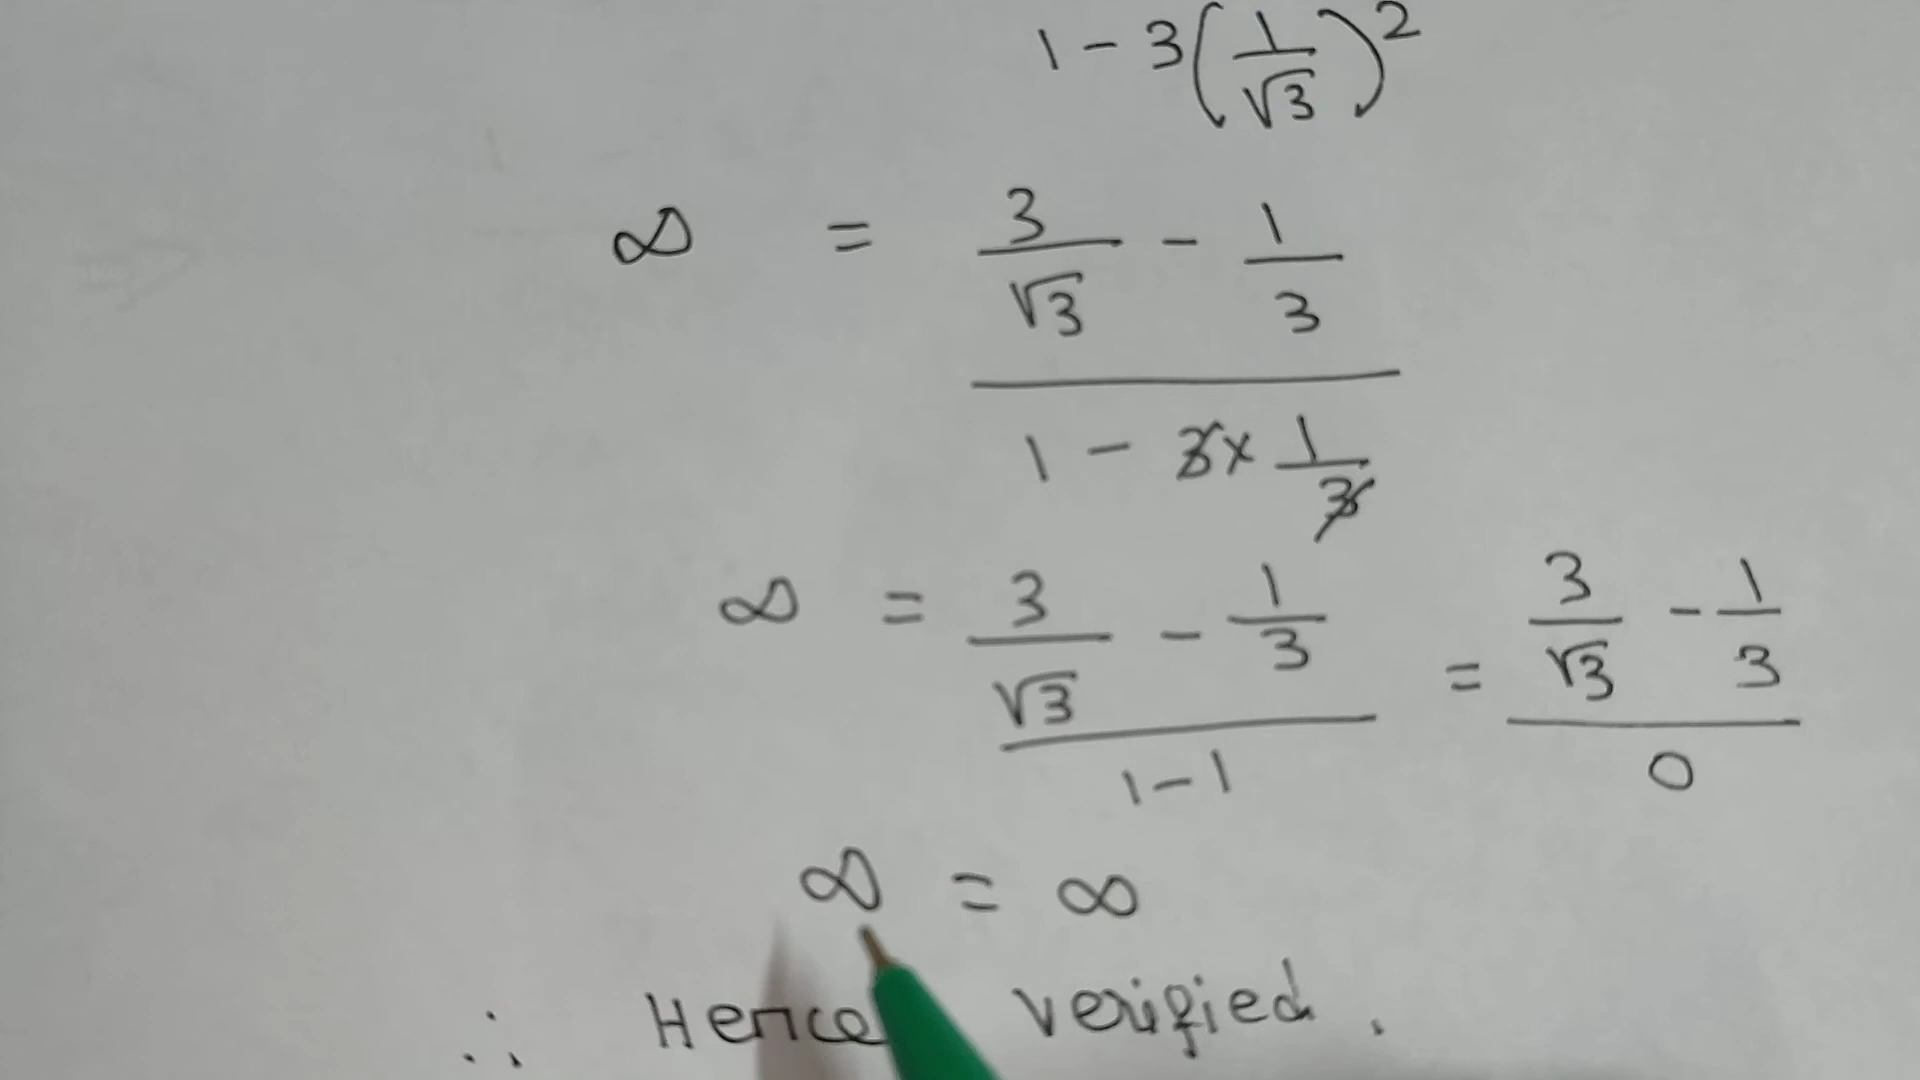 1 - 3(1/√3)²
∞ = (3/√3 - 1/3)/(1 - 3 × 1/3)
∞ = (3/√3 - 1/3)/(1 - 1) = (3/√3 - 1/3)/0
∞ = ∞
∴ Hence verified.